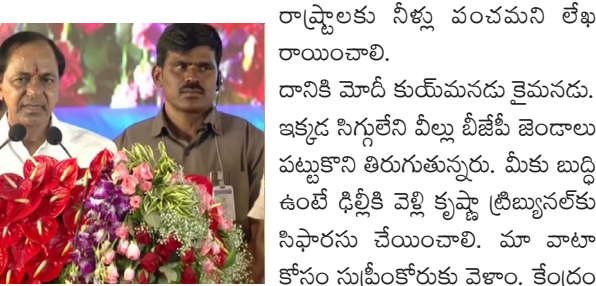 రాష్ట్రాలకు నీళ్లు పంచమని లేఖ
రాయించాలి.
దానికి మోదీ కుయ్‌మనడు కైమనడు.
ఇక్కడ సిగ్గులేని వీల్లు బీజేపీ జెండాలు
పట్టుకొని తిరుగుతున్నరు. మీకు బుద్ధి
ఉంటే ఢిల్లీకి వెళ్లి కృష్ణా ట్రిబ్యునల్‌కు
సిఫారసు చేయించాలి. మా వాటా
కోసం సుప్రీంకోర్టుకు వెళ్తాం. కేంద్రం